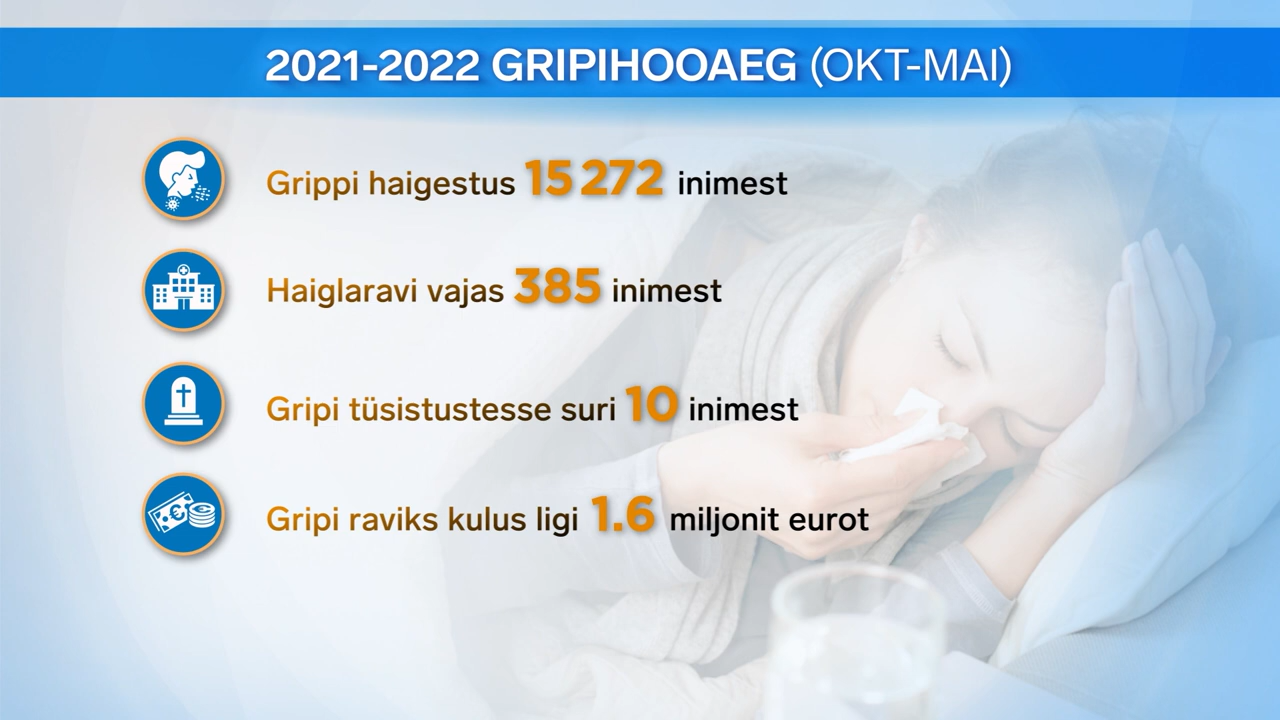 2021-2022 GRIPIHOOAEG (OKT-MAI)
Grippi haigestus 15 272 inimest
Haiglaravi vajas 385 inimest
Gripi tüsistustesse suri 10 inimest
Gripi raviks kulus ligi 1.6 miljonit eurot